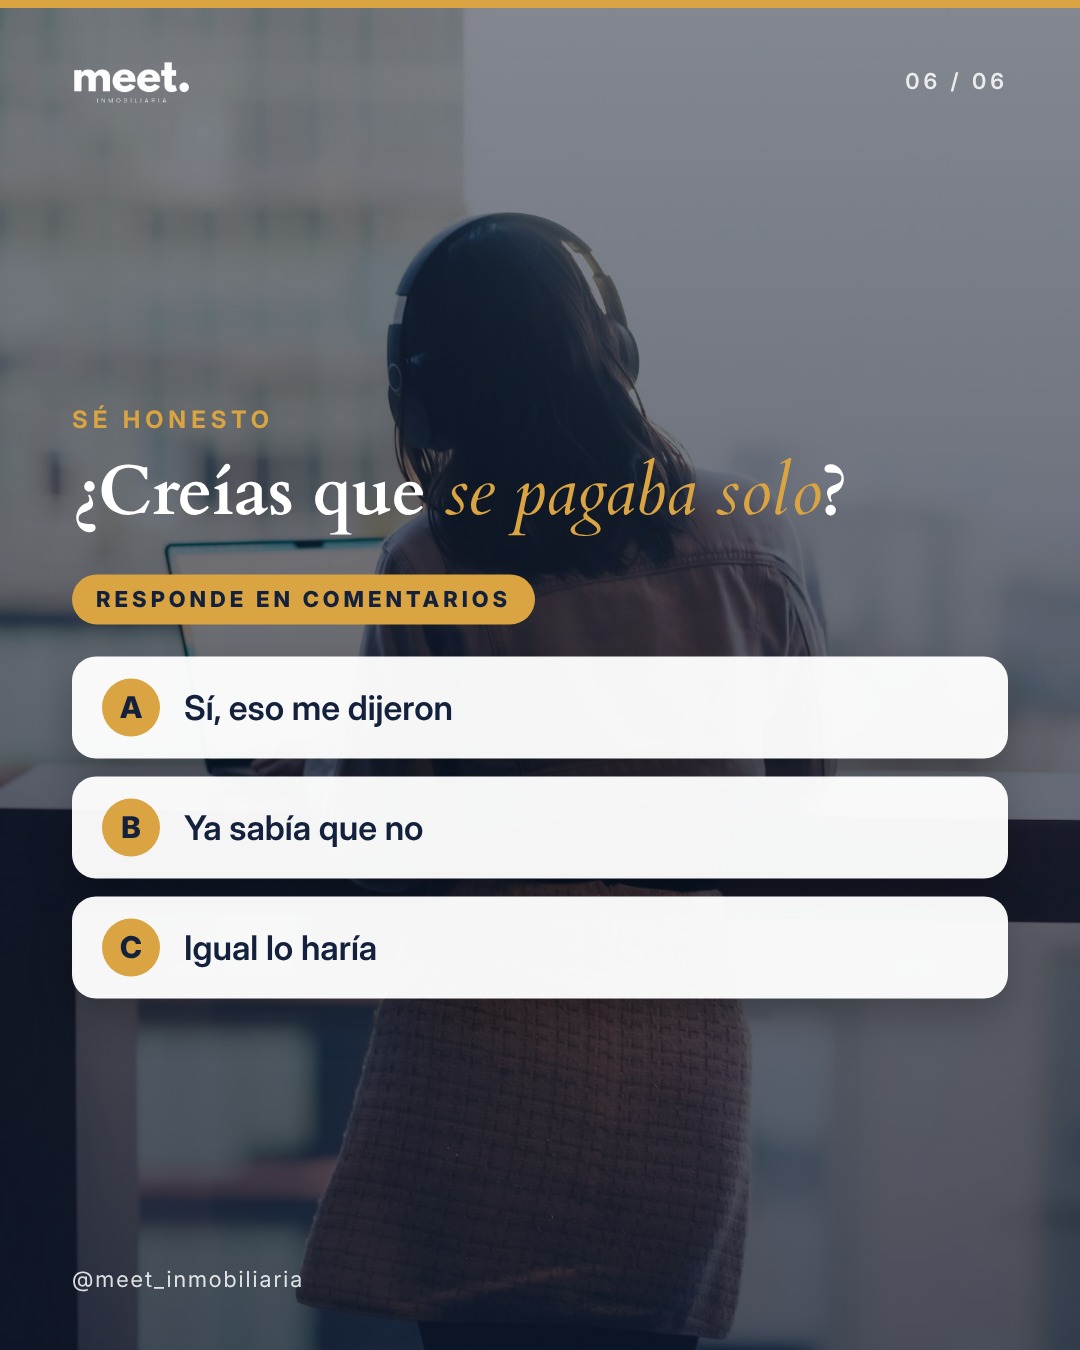 meet.
INMOBILIARIA
06 / 06
SÉ HONESTO
¿Creías que se pagaba solo?
RESPONDE EN COMENTARIOS
A Sí, eso me dijeron
B Ya sabía que no
C Igual lo haría
@meet_inmobiliaria